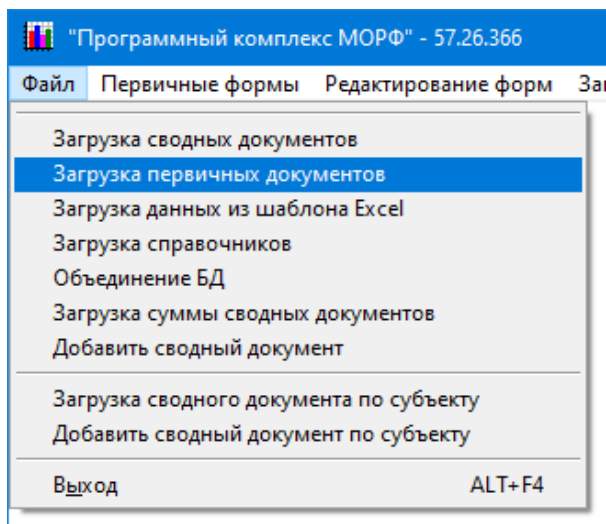 "Программный комплекс МОРФ" - 57.26.366
Файл Первичные формы Редактирование форм
Загрузка сводных документов
Загрузка первичных документов
Загрузка данных из шаблона Excel
Загрузка справочников
Объединение БД
Загрузка суммы сводных документов
Добавить сводный документ
Загрузка сводного документа по субъекту
Добавить сводный документ по субъекту
Выход ALT+F4